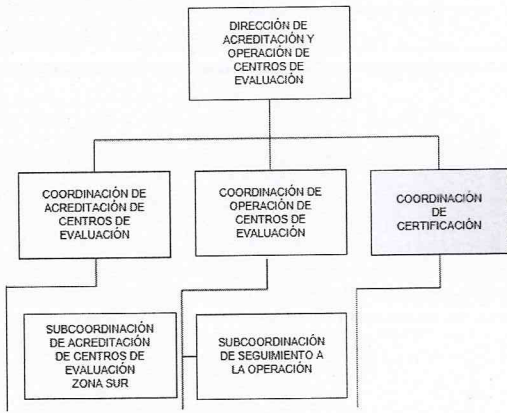 DIRECCIÓN DE
ACREDITACIÓN Y
OPERACIÓN DE
CENTROS DE
EVALUACIÓN
COORDINACIÓN DE
ACREDITACIÓN DE
CENTROS DE
EVALUACIÓN
COORDINACIÓN DE
OPERACIÓN DE
CENTROS DE
EVALUACIÓN
COORDINACIÓN
DE
CERTIFICACIÓN
SUBCOORDINACIÓN
DE ACREDITACIÓN
DE CENTROS DE
EVALUACIÓN
ZONA SUR
SUBCOORDINACIÓN
DE SEGUIMIENTO A
LA OPERACIÓN